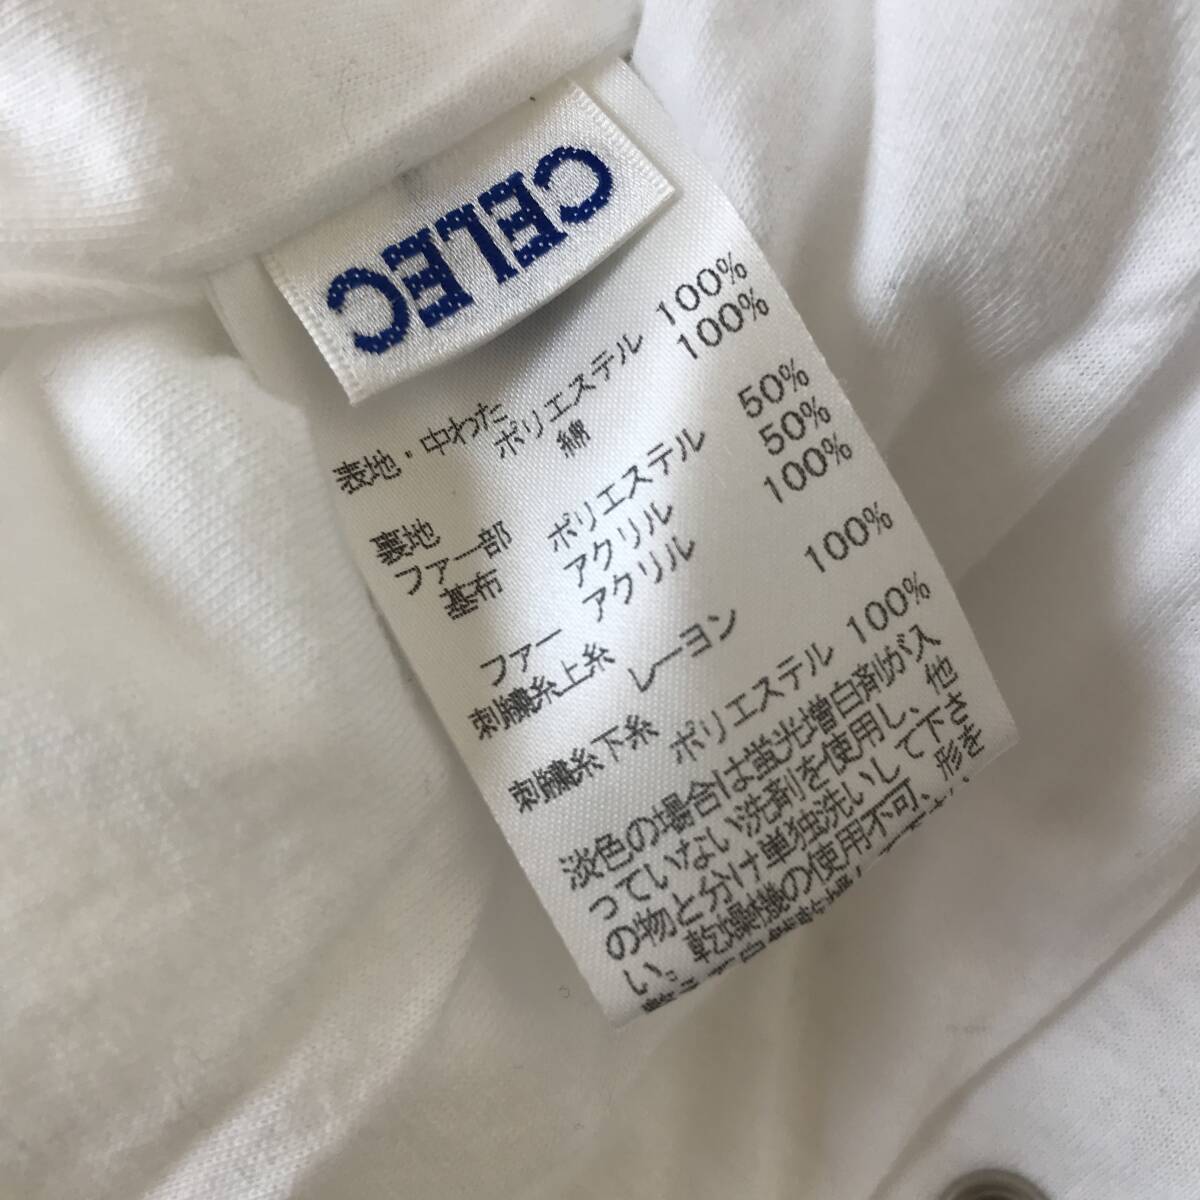 CELEC
表地・中わた
ポリエステル 100%
裏地 綿 100%
ファー部
基布 ポリエステル 50%
アクリル 50%
ファー アクリル 100%
刺繍糸上糸
レーヨン 100%
刺繍糸下糸
ポリエステル 100%
淡色の場合は蛍光増白剤が入
っていない洗剤を使用し、他
の物と分け単独洗いして下さ
い。乾燥機の使用不可、形を